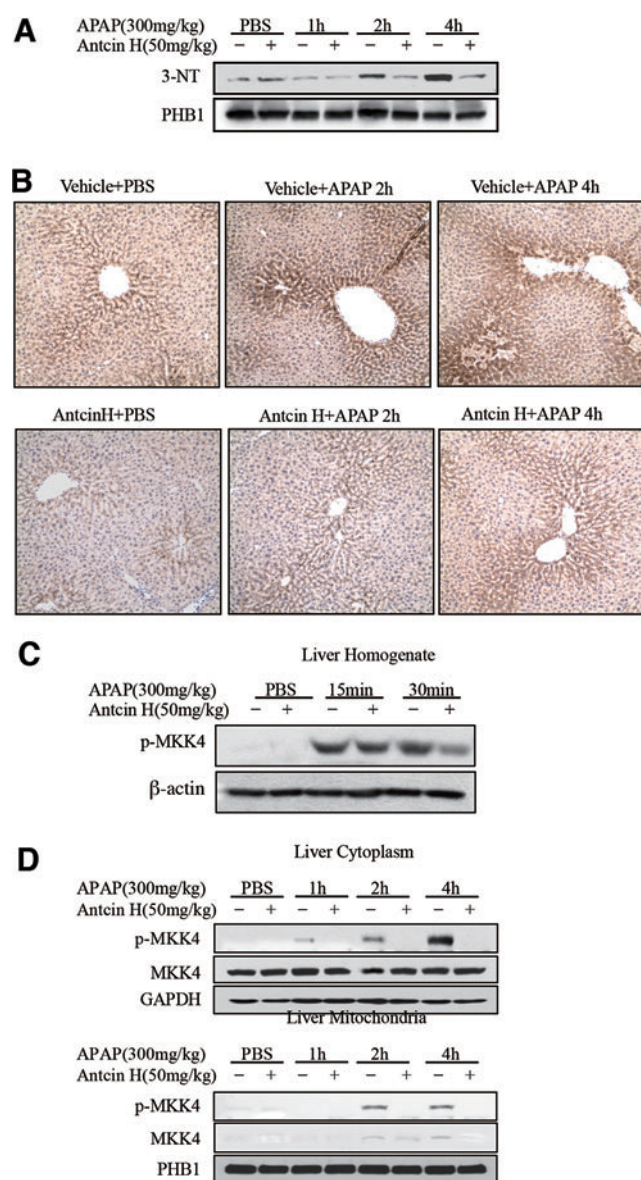 A
APAP(300mg/kg) PBS 1h 2h 4h
Antcin H(50mg/kg) – + – + – + – +
3-NT
PHB1
B
Vehicle+PBS Vehicle+APAP 2h Vehicle+APAP 4h
AntcinH+PBS Antcin H+APAP 2h Antcin H+APAP 4h
C
Liver Homogenate
APAP(300mg/kg) PBS 15min 30min
Antcin H(50mg/kg) – + – + – +
p-MKK4
β-actin
D
Liver Cytoplasm
APAP(300mg/kg) PBS 1h 2h 4h
Antcin H(50mg/kg) – + – + – + – +
p-MKK4
MKK4
GAPDH
Liver Mitochondria
APAP(300mg/kg) PBS 1h 2h 4h
Antcin H(50mg/kg) – + – + – + – +
p-MKK4
MKK4
PHB1